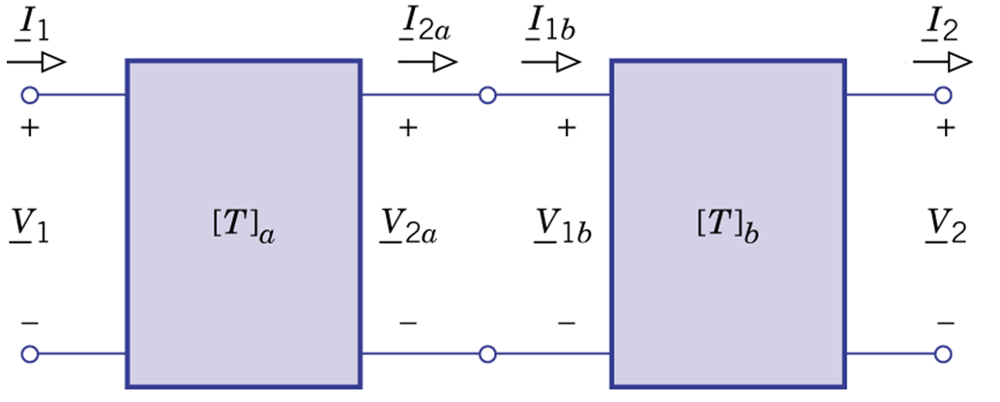 I1 I2a I1b I2
+ + + +
V1 [T]a V2a V1b [T]b V2
− − − −